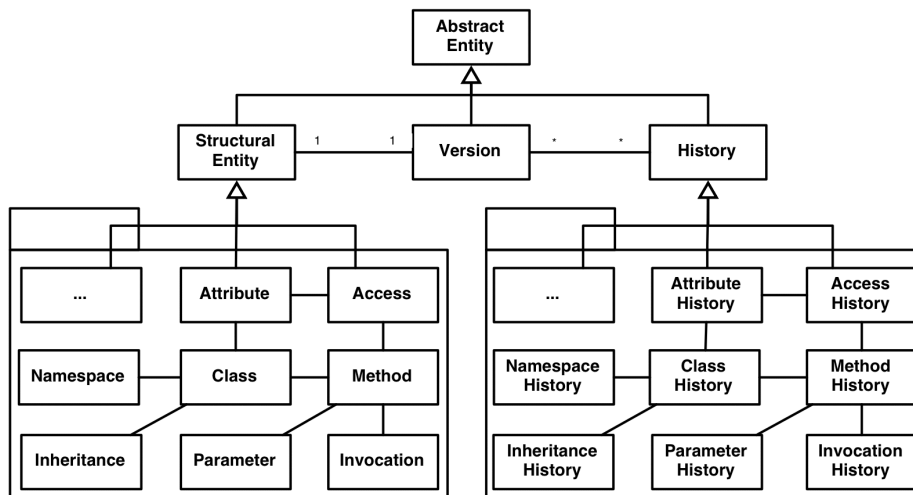 Abstract
Entity
Structural
Entity
1
1
Version
*
*
History
...
Attribute
Access
Namespace
Class
Method
Inheritance
Parameter
Invocation
...
Attribute
History
Access
History
Namespace
History
Class
History
Method
History
Inheritance
History
Parameter
History
Invocation
History